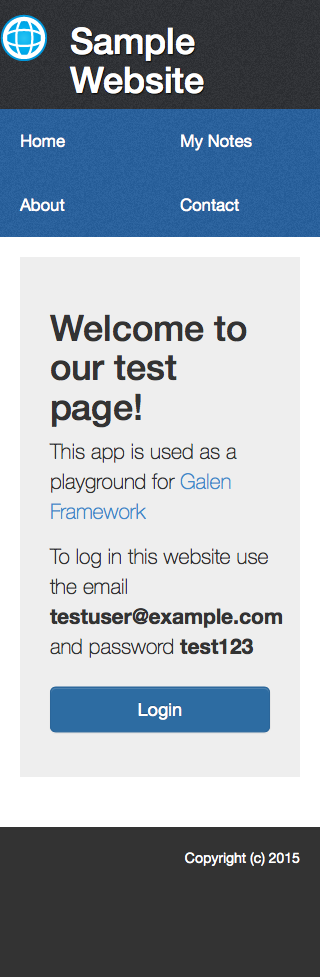 Sample
Website
Home My Notes
About Contact
Welcome to
our test
page!
This app is used as a
playground for Galen
Framework
To log in this website use
the email
testuser@example.com
and password test123
Login
Copyright (c) 2015